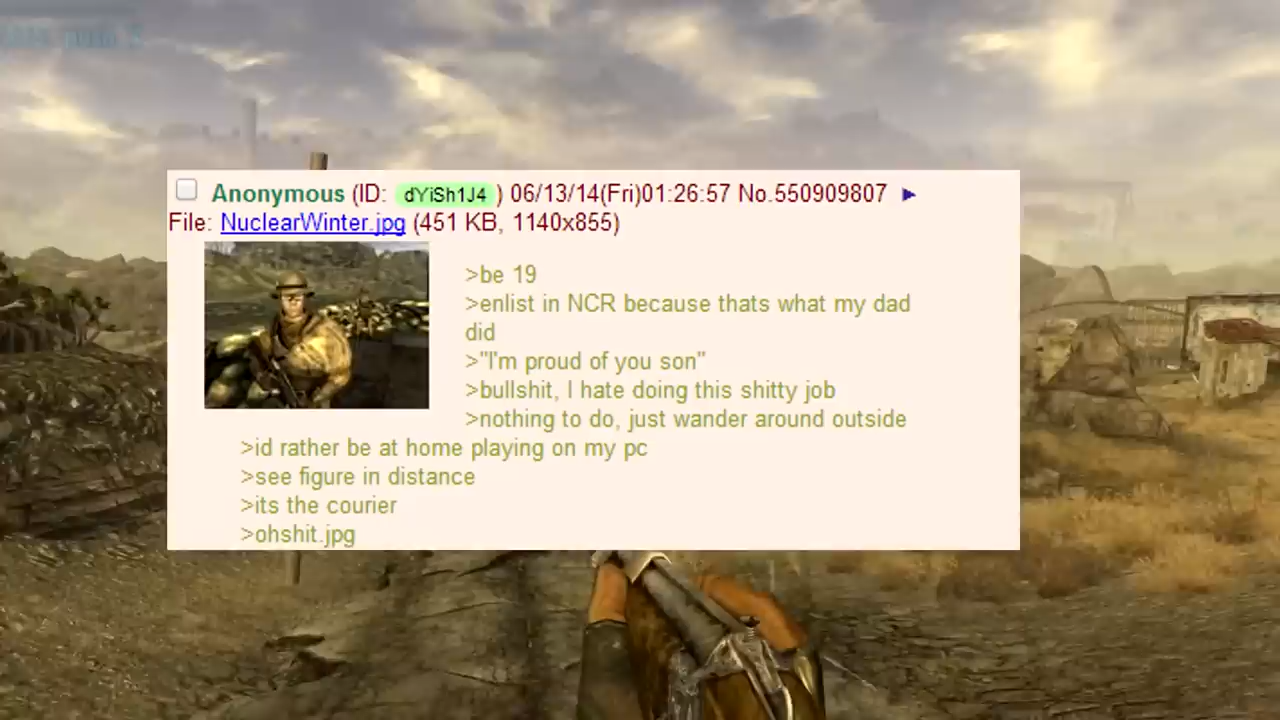 Anonymous (ID: dYiSh1J4) 06/13/14(Fri)01:26:57 No.550909807 ►
File: NuclearWinter.jpg (451 KB, 1140x855)
>be 19
>enlist in NCR because thats what my dad
did
>"I'm proud of you son"
>bullshit, I hate doing this shitty job
>nothing to do, just wander around outside
>id rather be at home playing on my pc
>see figure in distance
>its the courier
>ohshit.jpg